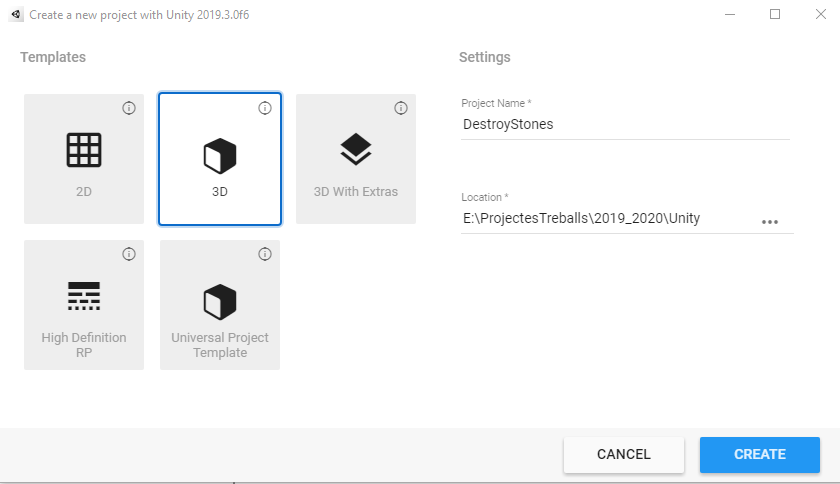 Create a new project with Unity 2019.3.0f6
Templates
Settings
2D
3D
3D With Extras
High Definition
RP
Universal Project
Template
Project Name *
DestroyStones
Location *
E:\ProjectesTreballs\2019_2020\Unity
CANCEL
CREATE